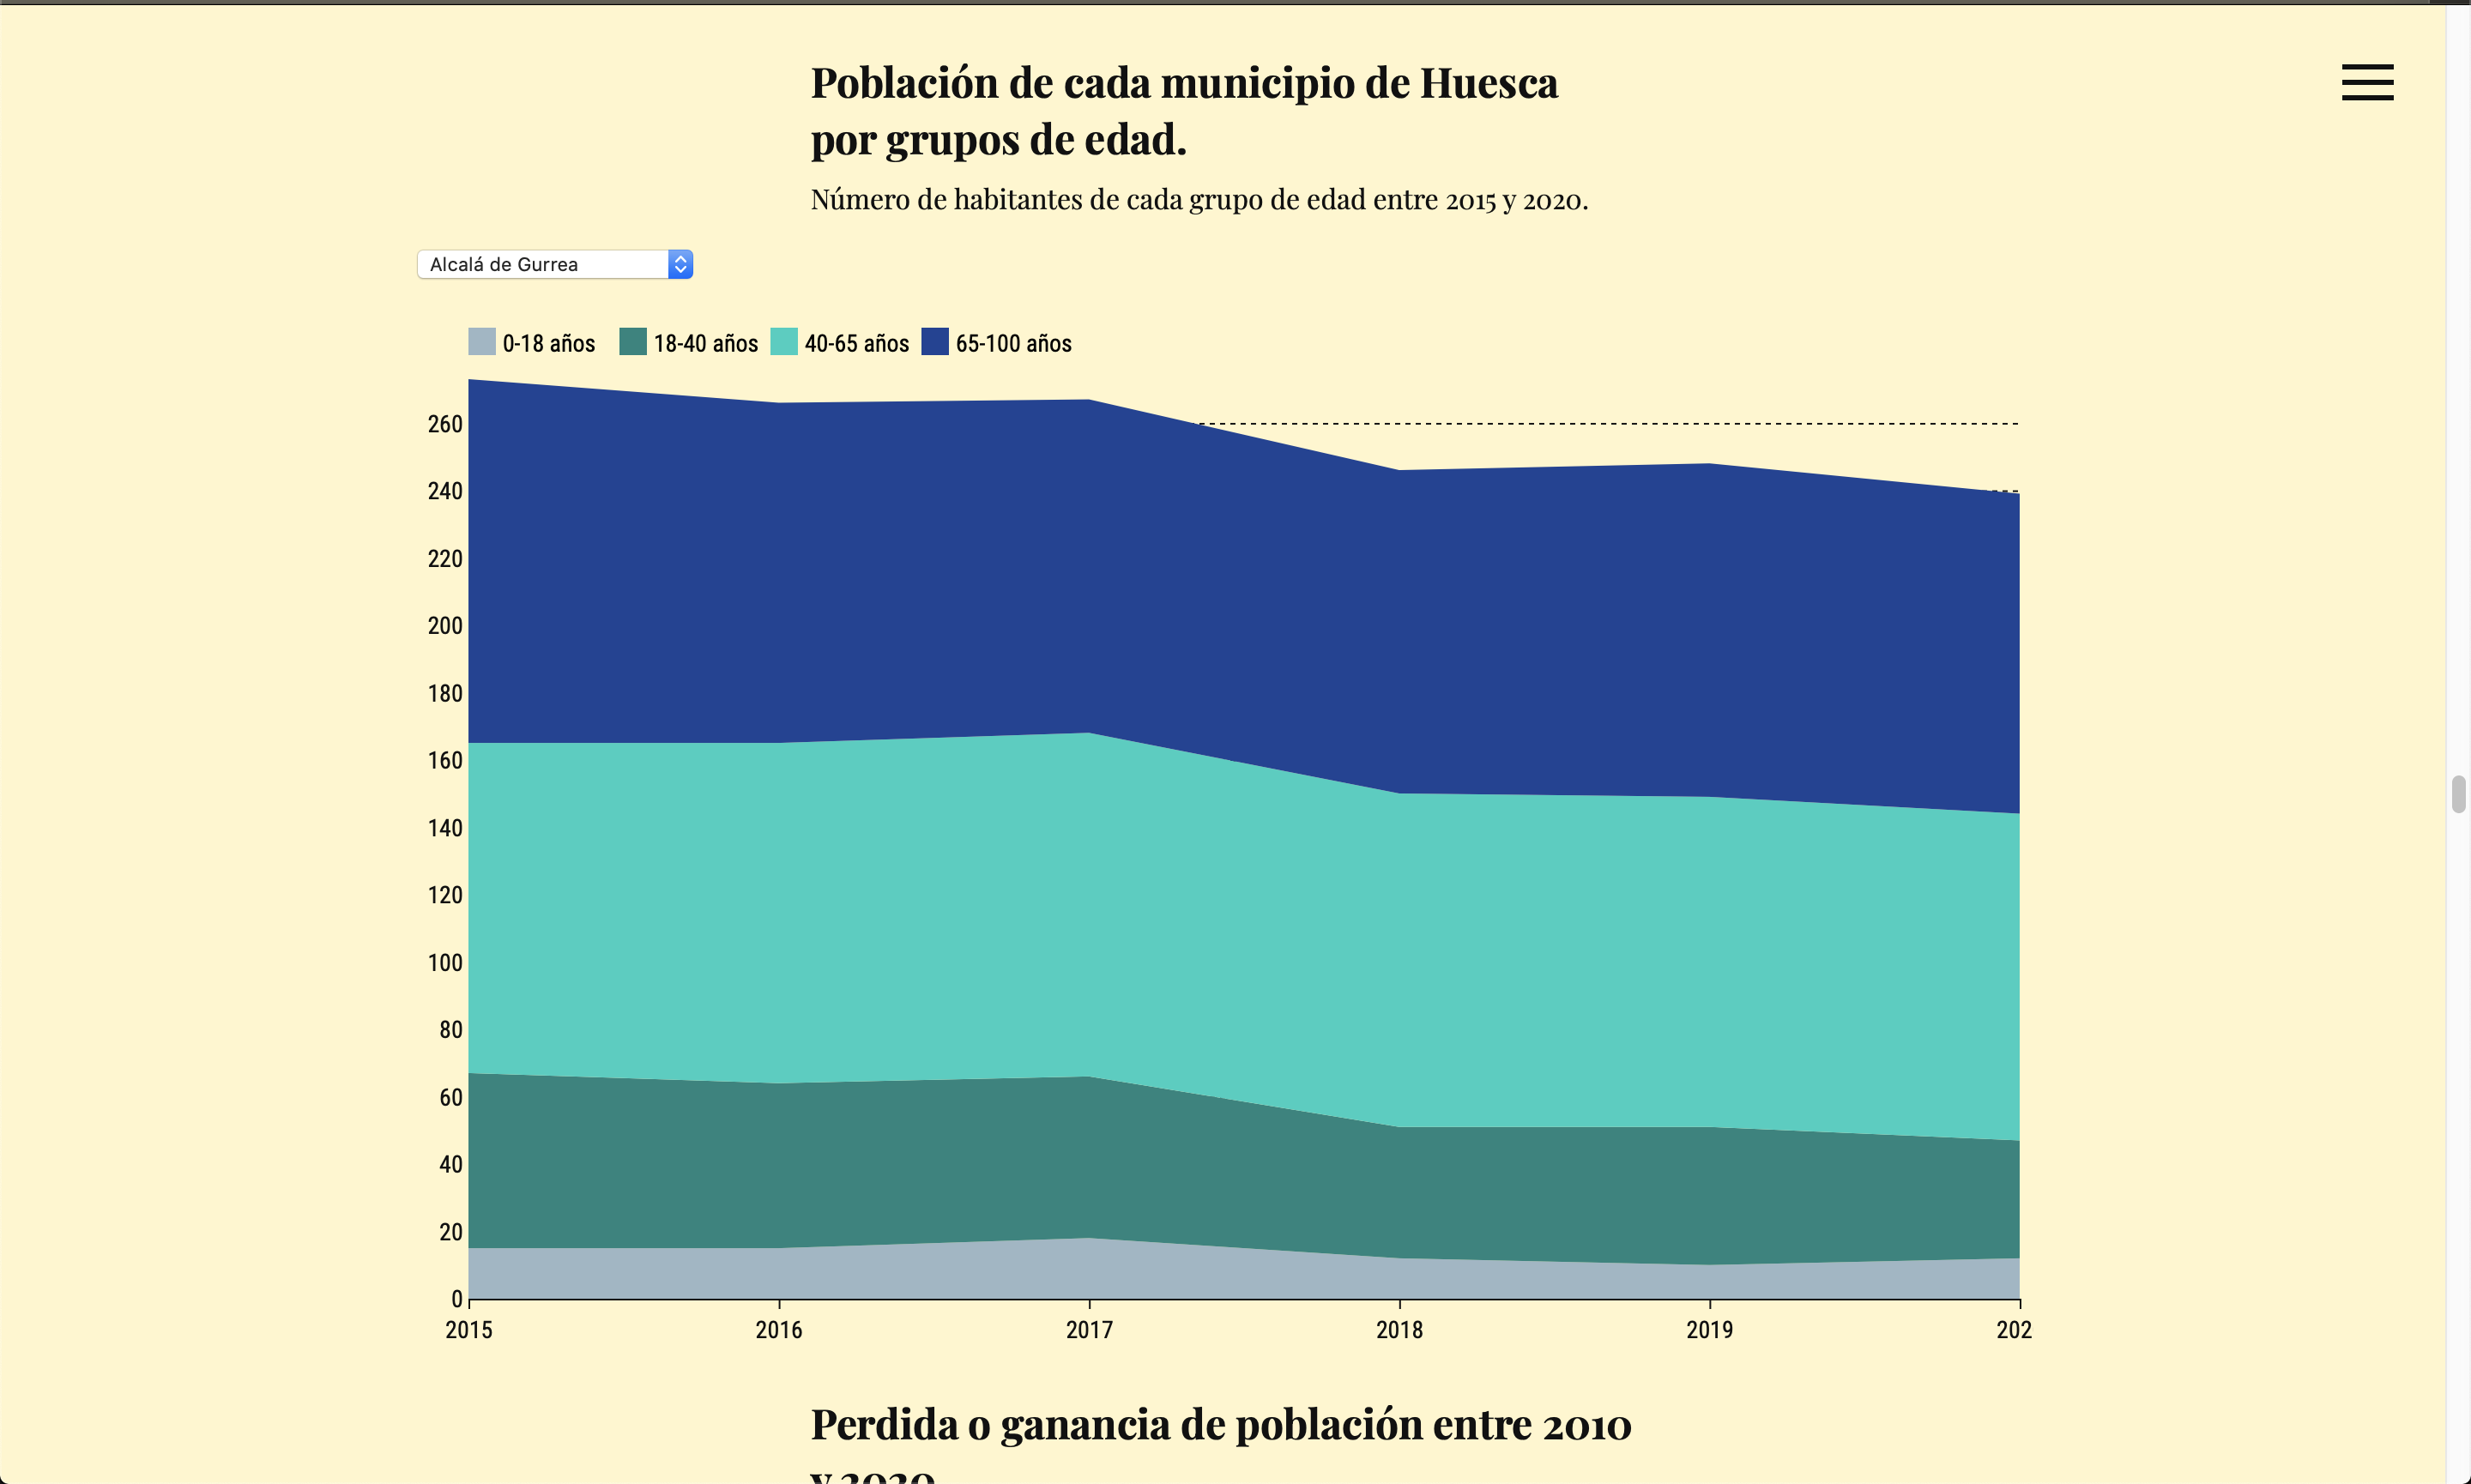 Población de cada municipio de Huesca
por grupos de edad.
Número de habitantes de cada grupo de edad entre 2015 y 2020.
Alcalá de Gurrea
0-18 años 18-40 años 40-65 años 65-100 años
260
240
220
200
180
160
140
120
100
80
60
40
20
0
2015 2016 2017 2018 2019 202
Perdida o ganancia de población entre 2010
y 2020